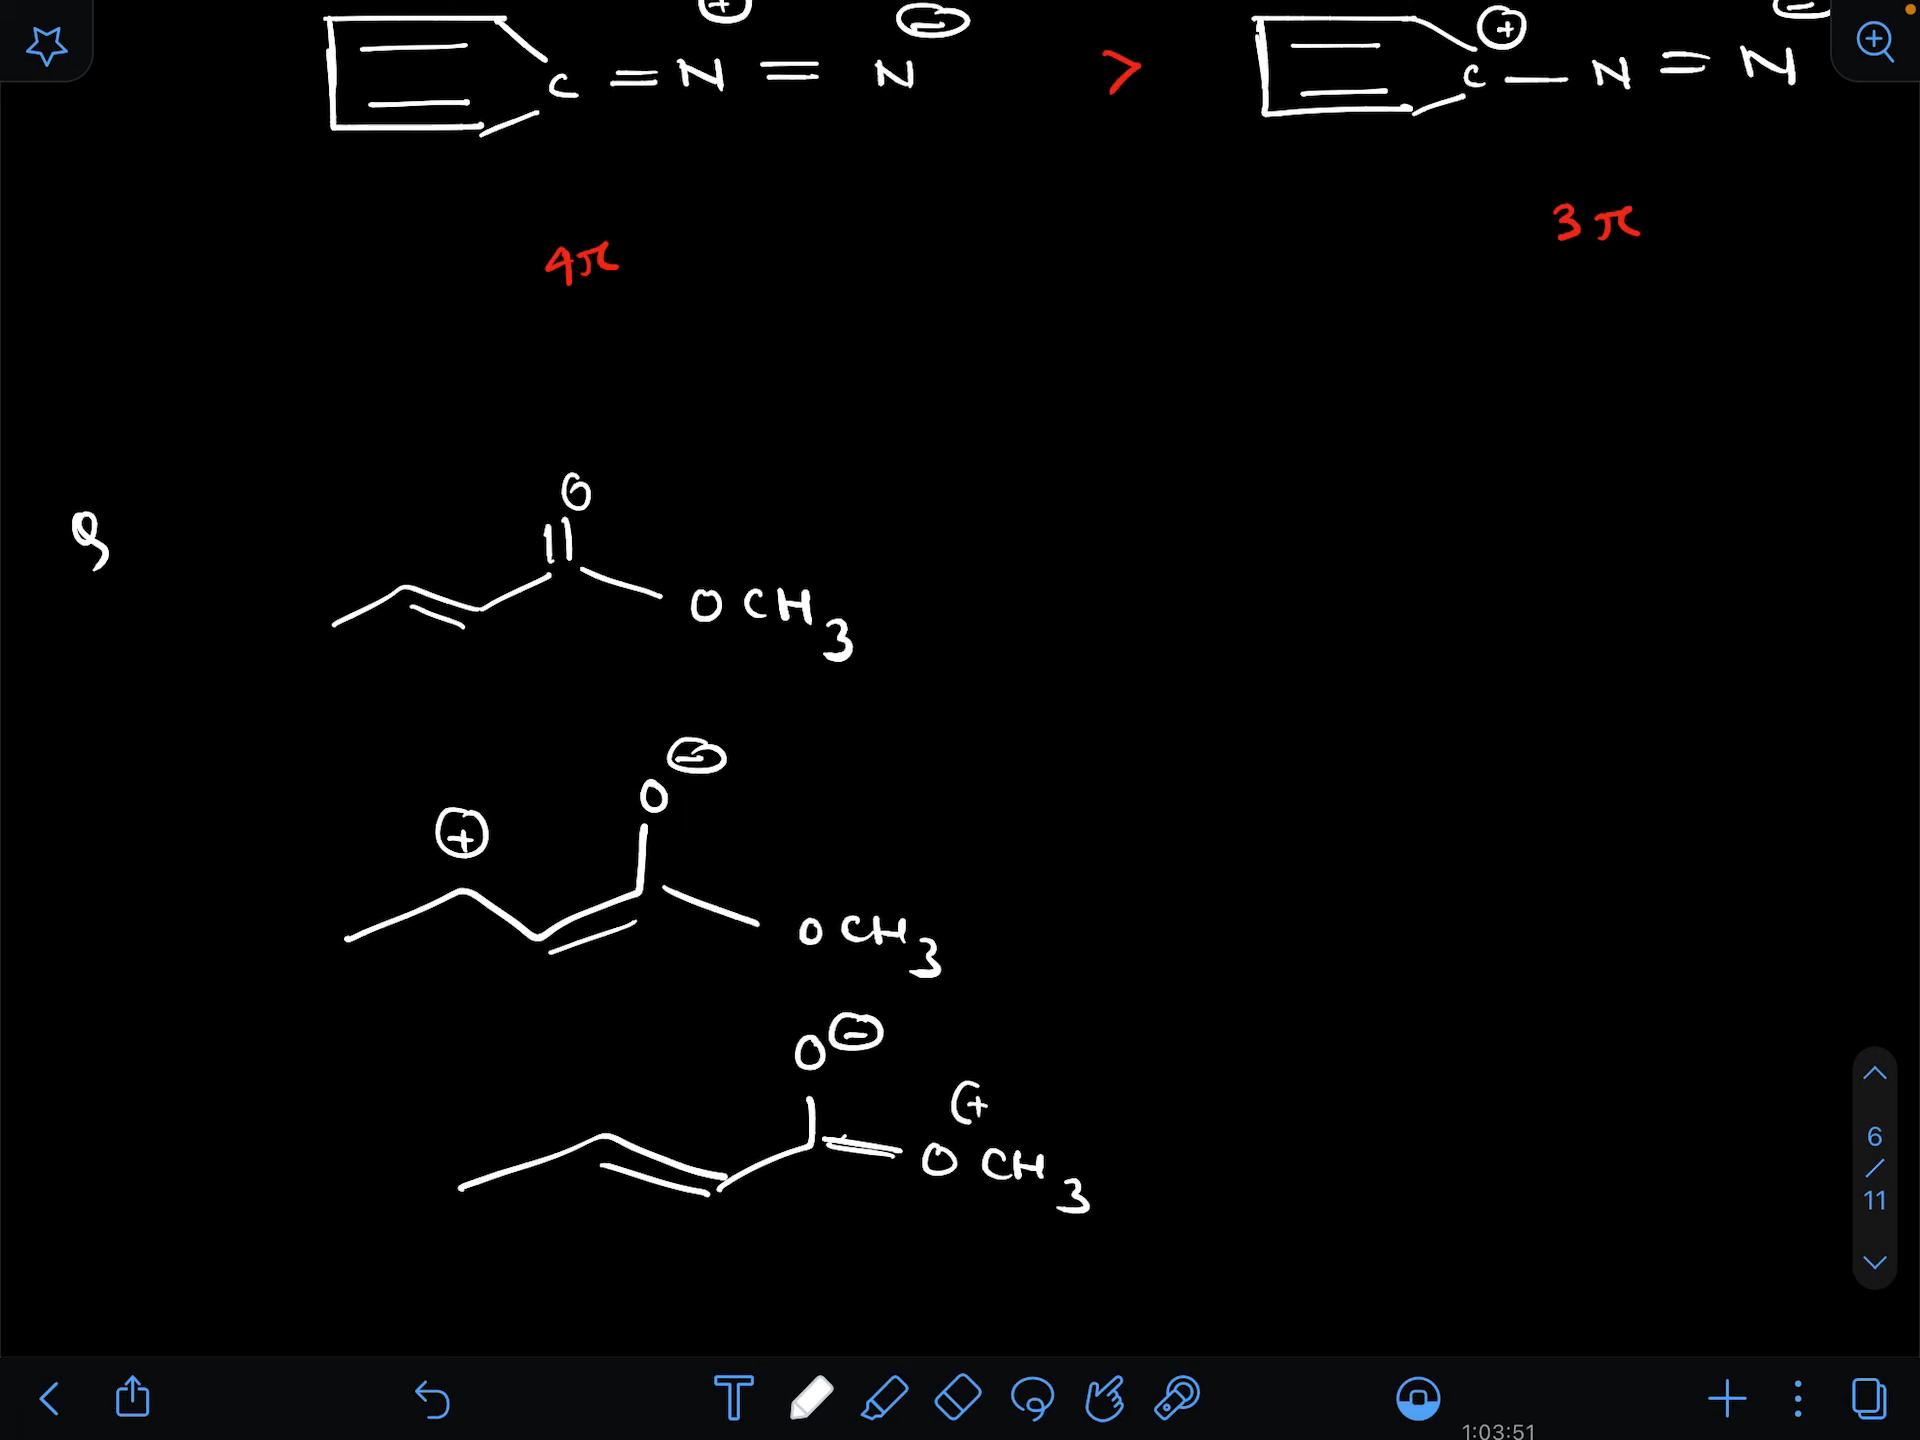 ⊕ ⊖ ⊕ ⊖
C = N = N > C — N = N
4π 3π
Q
O
OCH3
⊖
O
⊕
OCH3
O⊖
(+
OCH3
6
/
11
T
1:03:51